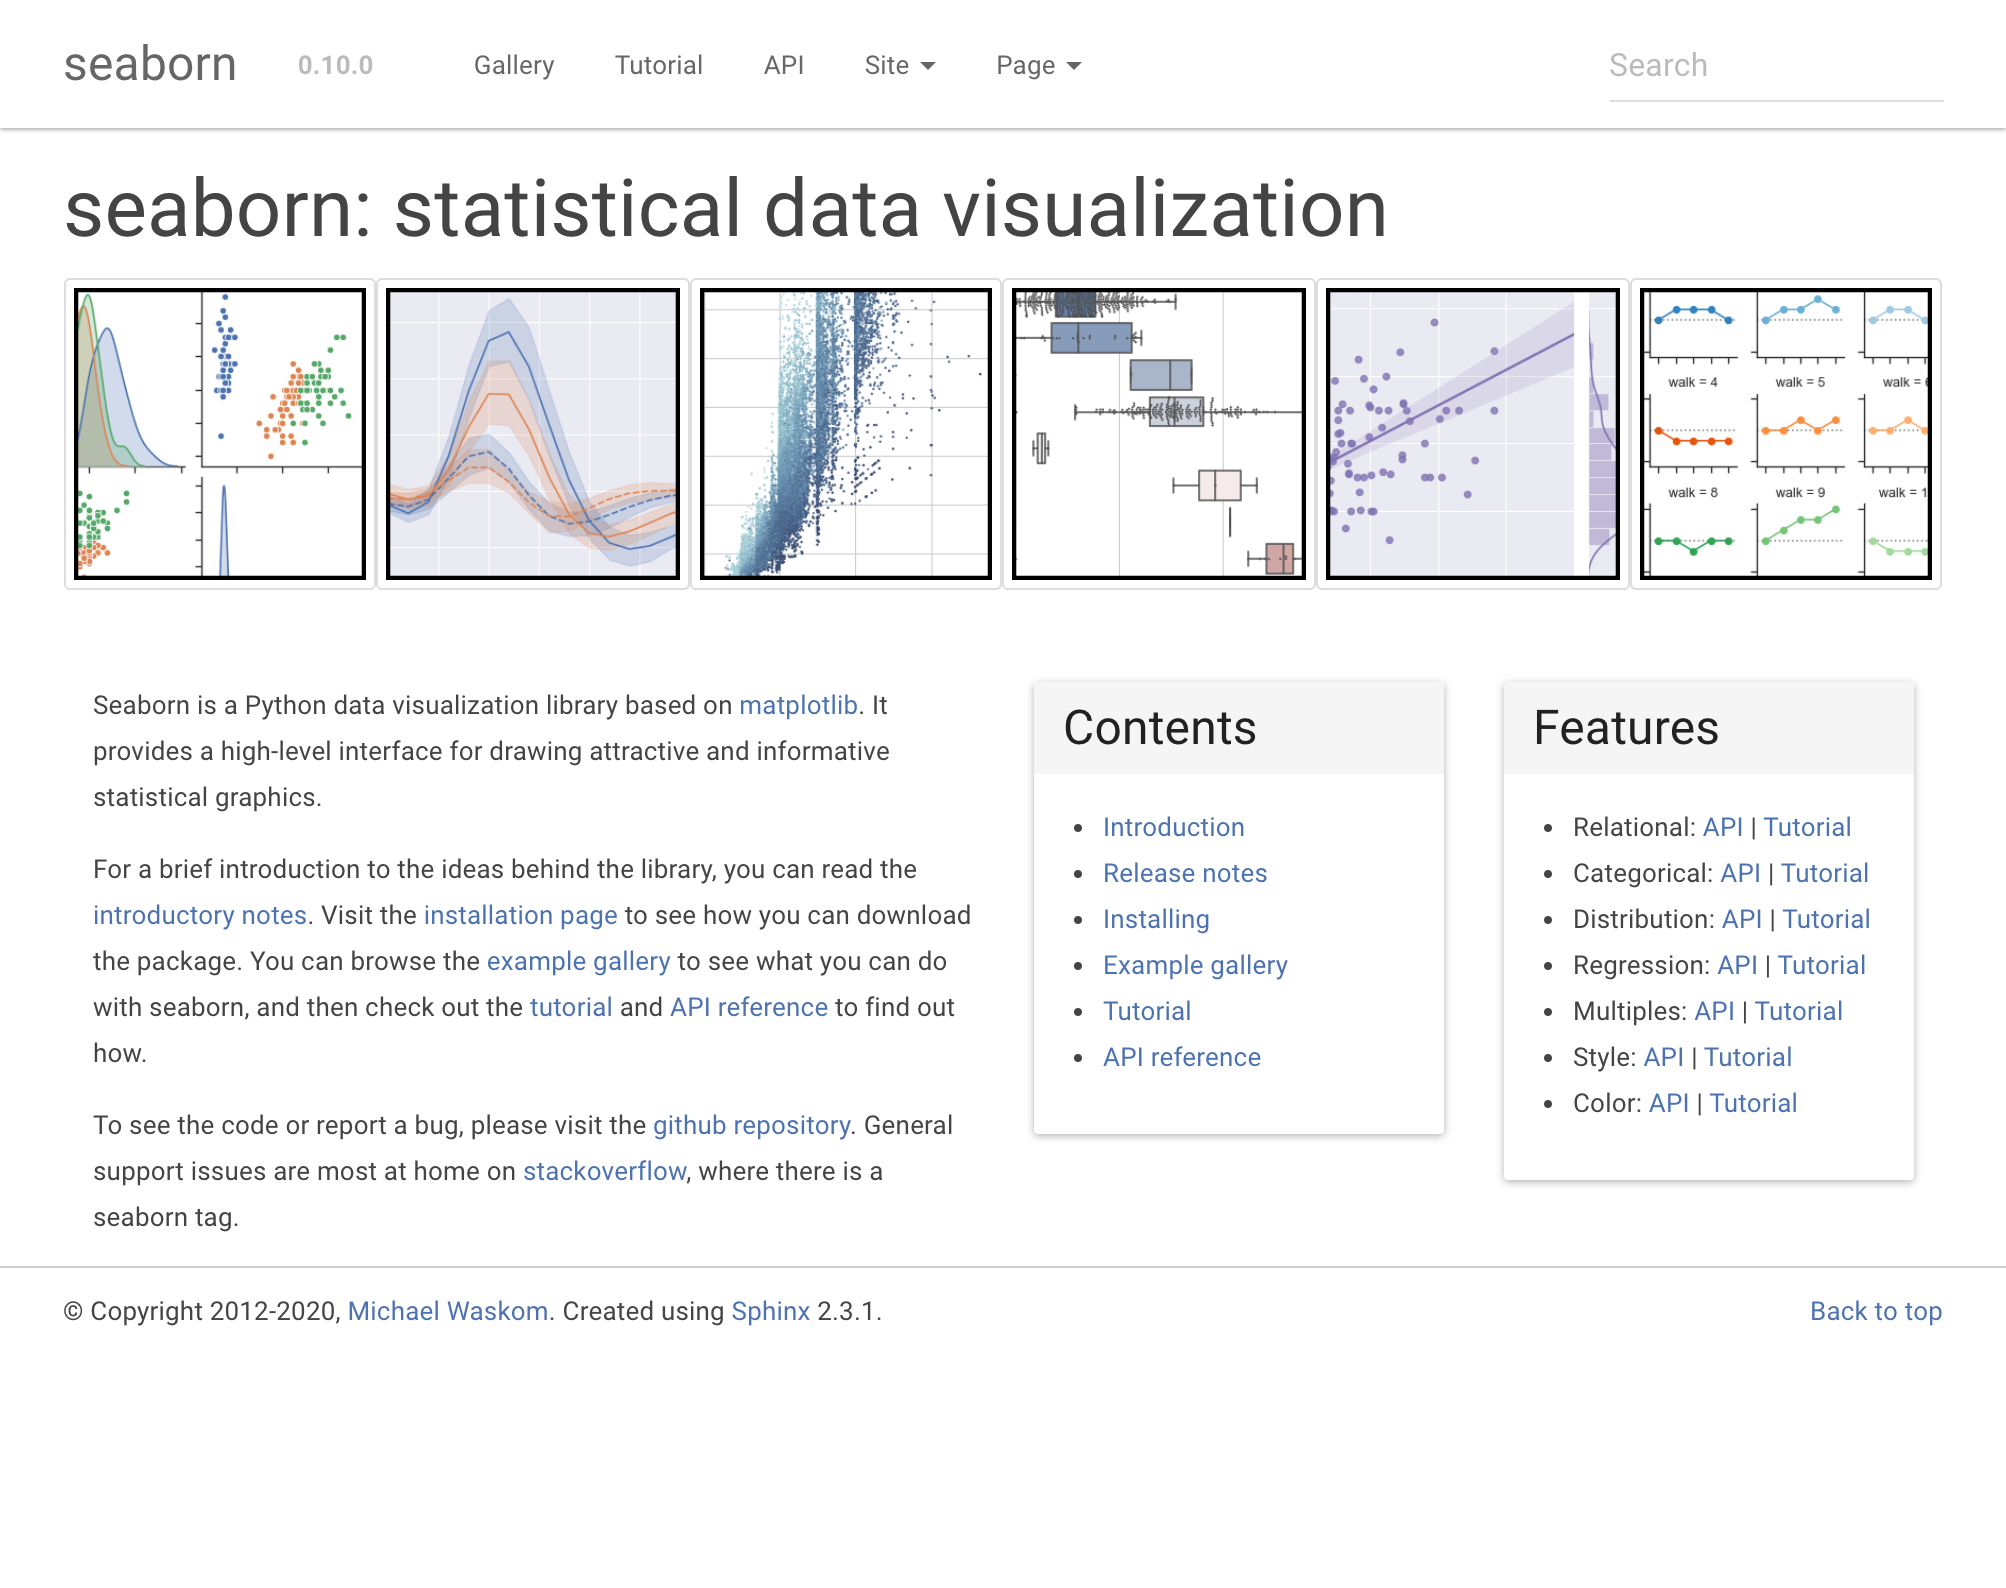 seaborn 0.10.0 Gallery Tutorial API Site Page Search
seaborn: statistical data visualization
walk = 4 walk = 5 walk =
walk = 8 walk = 9 walk = 1
Seaborn is a Python data visualization library based on matplotlib. It
provides a high-level interface for drawing attractive and informative
statistical graphics.
For a brief introduction to the ideas behind the library, you can read the
introductory notes. Visit the installation page to see how you can download
the package. You can browse the example gallery to see what you can do
with seaborn, and then check out the tutorial and API reference to find out
how.
To see the code or report a bug, please visit the github repository. General
support issues are most at home on stackoverflow, where there is a
seaborn tag.
Contents
• Introduction
• Release notes
• Installing
• Example gallery
• Tutorial
• API reference
Features
• Relational: API | Tutorial
• Categorical: API | Tutorial
• Distribution: API | Tutorial
• Regression: API | Tutorial
• Multiples: API | Tutorial
• Style: API | Tutorial
• Color: API | Tutorial
© Copyright 2012-2020, Michael Waskom. Created using Sphinx 2.3.1.
Back to top